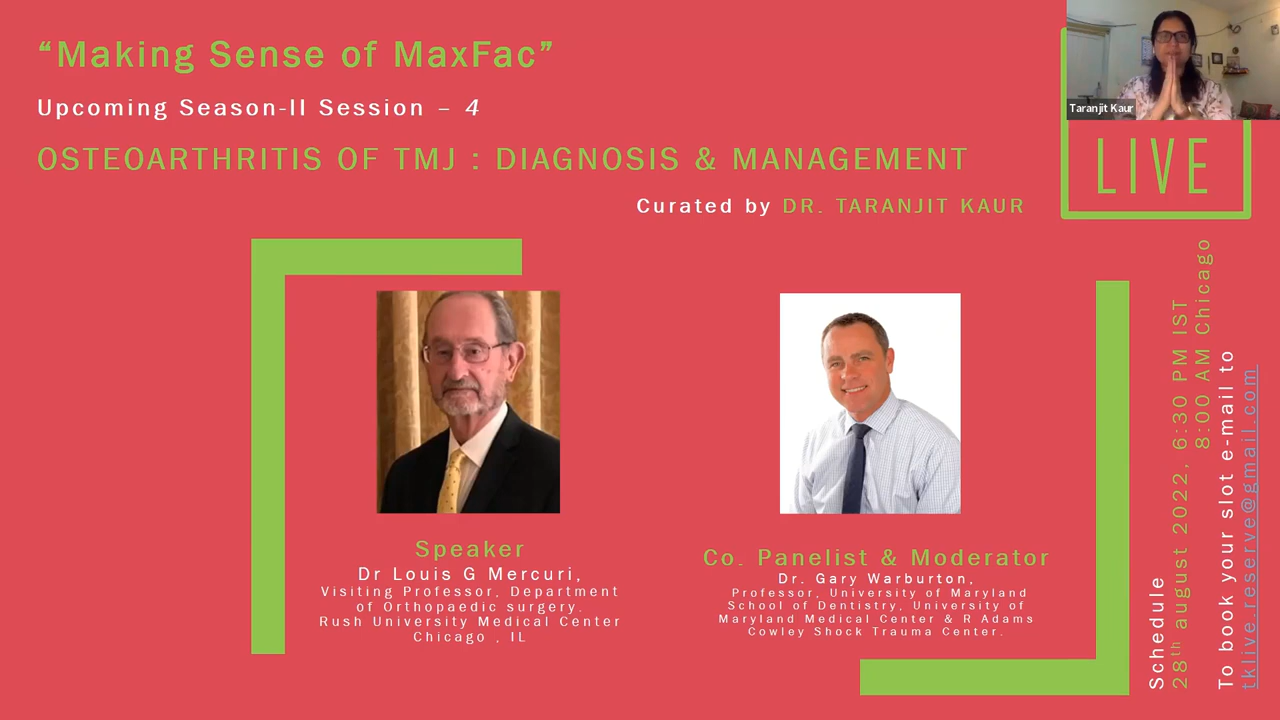 “Making Sense of MaxFac”
Upcoming Season-II Session – 4
OSTEOARTHRITIS OF TMJ : DIAGNOSIS & MANAGEMENT
Curated by DR. TARANJIT KAUR
Taranjit Kaur
LIVE
Speaker
Dr Louis G Mercuri,
Visiting Professor, Department
of Orthopaedic surgery.
Rush University Medical Center
Chicago , IL
Co. Panelist & Moderator
Dr. Gary Warburton,
Professor, University of Maryland
School of Dentistry, University of
Maryland Medical Center & R Adams
Cowley Shock Trauma Center.
Schedule
28th august 2022, 6:30 PM IST
8:00 AM Chicago
To book your slot e-mail to
tklive.reserve@gmail.com